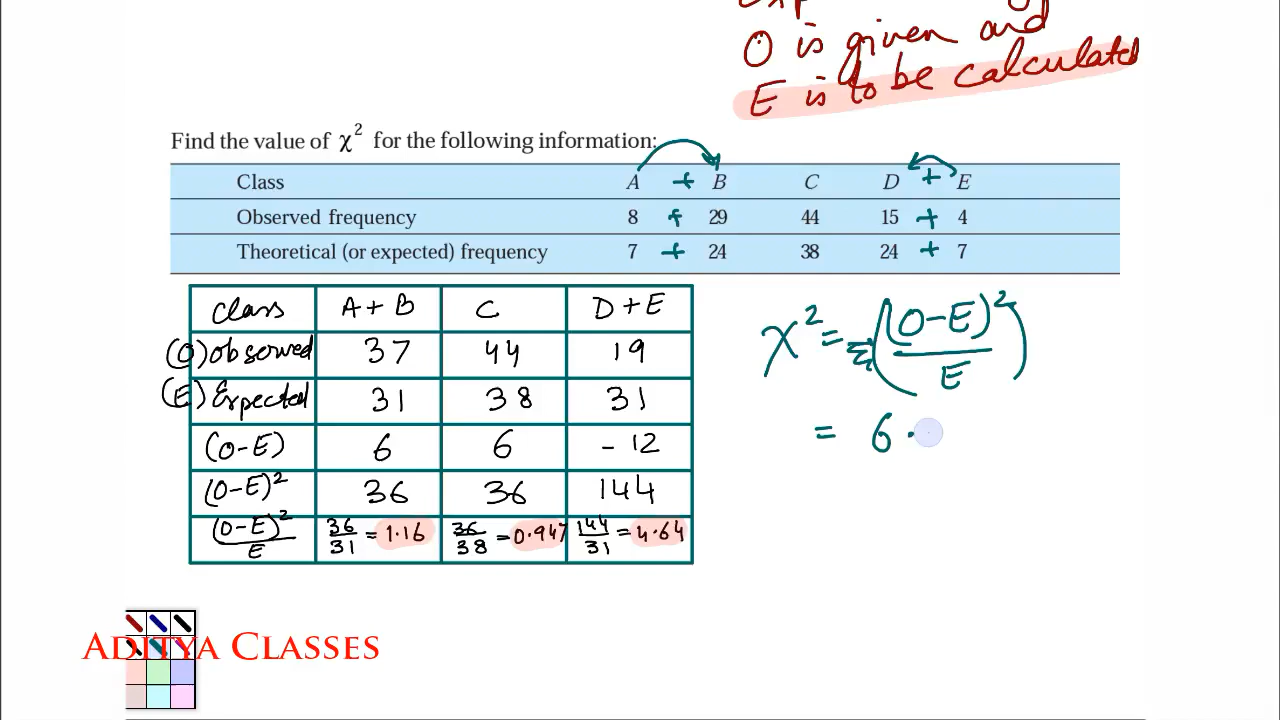 O is given and
E is to be calculated
Find the value of χ² for the following information:
Class A + B C D + E
Observed frequency 8 + 29 44 15 + 4
Theoretical (or expected) frequency 7 + 24 38 24 + 7
Class A + B C D + E
(O) Observed 37 44 19
(E) Expected 31 38 31
(O-E) 6 6 -12
(O-E)² 36 36 144
(O-E)²/E 36/31 = 1.16 36/38 = 0.947 144/31 = 4.64
χ² = Σ((O-E)²/E)
= 6.
ADITYA CLASSES